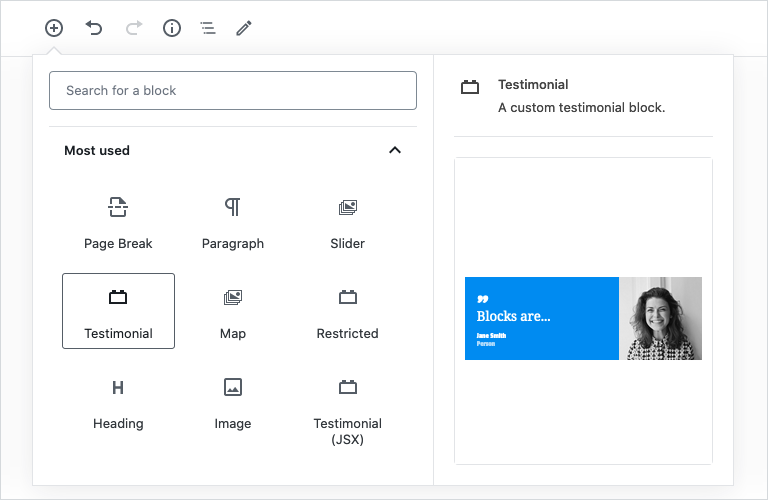 Search for a block
Most used
Page Break
Paragraph
Slider
Testimonial
Map
Restricted
Heading
Image
Testimonial
(JSX)
Testimonial
A custom testimonial block.
Blocks are...
Jane Smith
Person